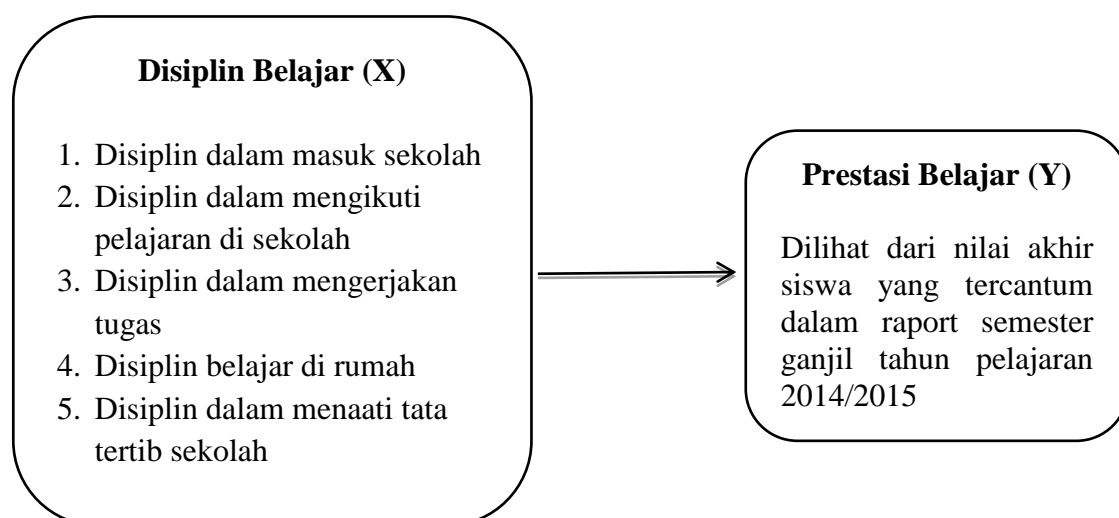 Disiplin Belajar (X)
1. Disiplin dalam masuk sekolah
2. Disiplin dalam mengikuti
pelajaran di sekolah
3. Disiplin dalam mengerjakan
tugas
4. Disiplin belajar di rumah
5. Disiplin dalam menaati tata
tertib sekolah
Prestasi Belajar (Y)
Dilihat dari nilai akhir
siswa yang tercantum
dalam raport semester
ganjil tahun pelajaran
2014/2015